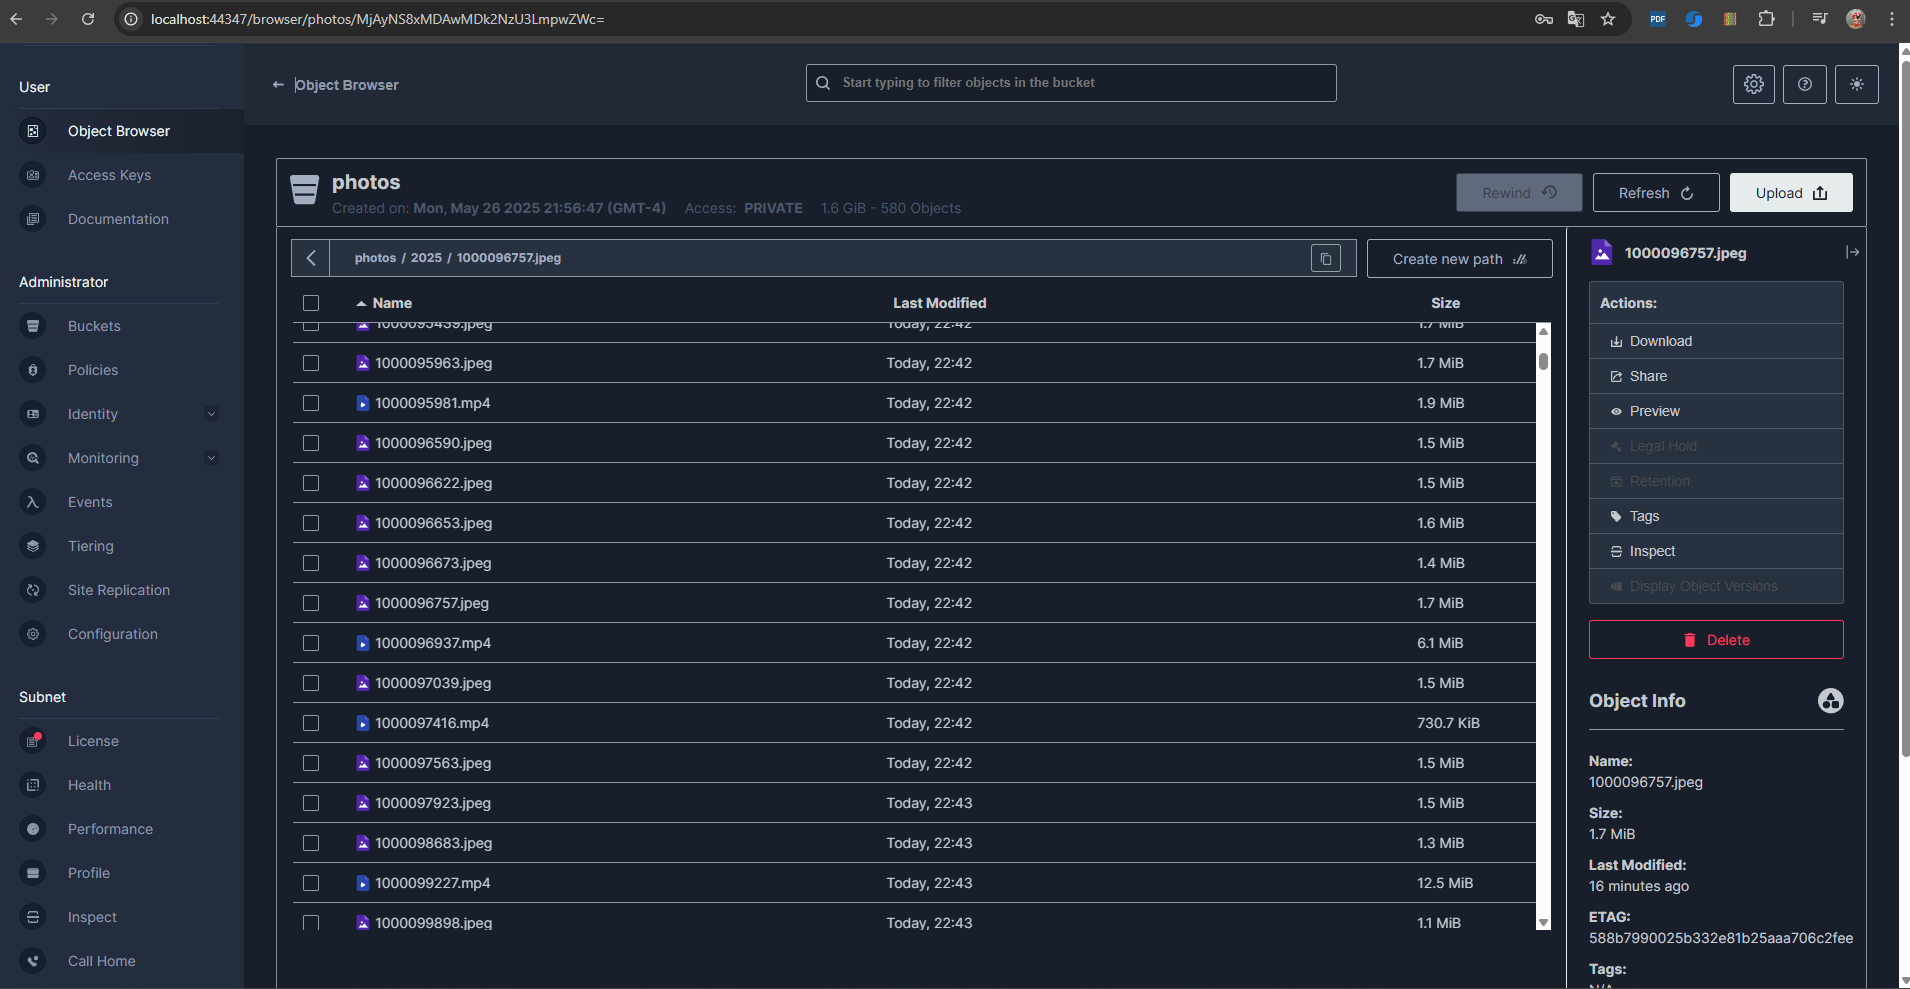 localhost:44347/browser/photos/MjAyNS8xMDAwMDk2NzU3LmpwZWc=
PDF
User
Object Browser
Access Keys
Documentation
Administrator
Buckets
Policies
Identity
Monitoring
Events
Tiering
Site Replication
Configuration
Subnet
License
Health
Performance
Profile
Inspect
Call Home
Object Browser
Start typing to filter objects in the bucket
photos
Created on: Mon, May 26 2025 21:56:47 (GMT-4) Access: PRIVATE 1.6 GiB - 580 Objects
Rewind
Refresh
Upload
photos / 2025 / 1000096757.jpeg
Create new path
Name Last Modified Size
1000095439.jpeg Today, 22:42 1.7 MiB
1000095963.jpeg Today, 22:42 1.7 MiB
1000095981.mp4 Today, 22:42 1.9 MiB
1000096590.jpeg Today, 22:42 1.5 MiB
1000096622.jpeg Today, 22:42 1.5 MiB
1000096653.jpeg Today, 22:42 1.6 MiB
1000096673.jpeg Today, 22:42 1.4 MiB
1000096757.jpeg Today, 22:42 1.7 MiB
1000096937.mp4 Today, 22:42 6.1 MiB
1000097039.jpeg Today, 22:42 1.5 MiB
1000097416.mp4 Today, 22:42 730.7 KiB
1000097563.jpeg Today, 22:42 1.5 MiB
1000097923.jpeg Today, 22:43 1.5 MiB
1000098683.jpeg Today, 22:43 1.3 MiB
1000099227.mp4 Today, 22:43 12.5 MiB
1000099898.jpeg Today, 22:43 1.1 MiB
1000096757.jpeg
Actions:
Download
Share
Preview
Legal Hold
Retention
Tags
Inspect
Display Object Versions
Delete
Object Info
Name:
1000096757.jpeg
Size:
1.7 MiB
Last Modified:
16 minutes ago
ETAG:
588b7990025b332e81b25aaa706c2fee
Tags:
N/A